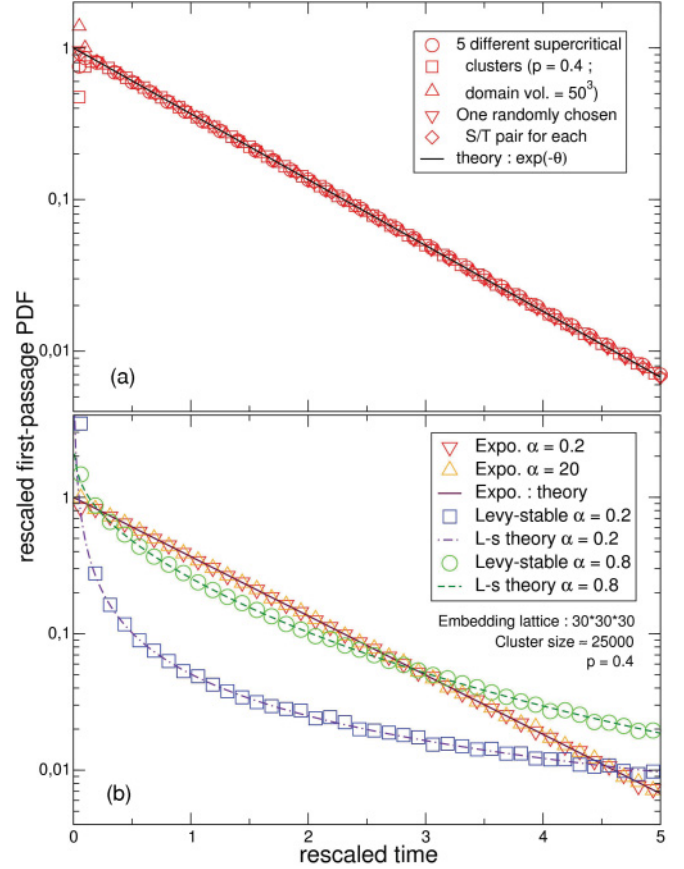 1
0,1
0,01
(a)
5 different supercritical
clusters (p = 0.4 ;
domain vol. = 50³)
One randomly chosen
S/T pair for each
theory : exp(-θ)
rescaled first-passage PDF
1
0,1
0,01
(b)
Expo. α = 0.2
Expo. α = 20
Expo. : theory
Levy-stable α = 0.2
L-s theory α = 0.2
Levy-stable α = 0.8
L-s theory α = 0.8
Embedding lattice : 30*30*30
Cluster size ≃ 25000
p = 0.4
0 1 2 3 4 5
rescaled time